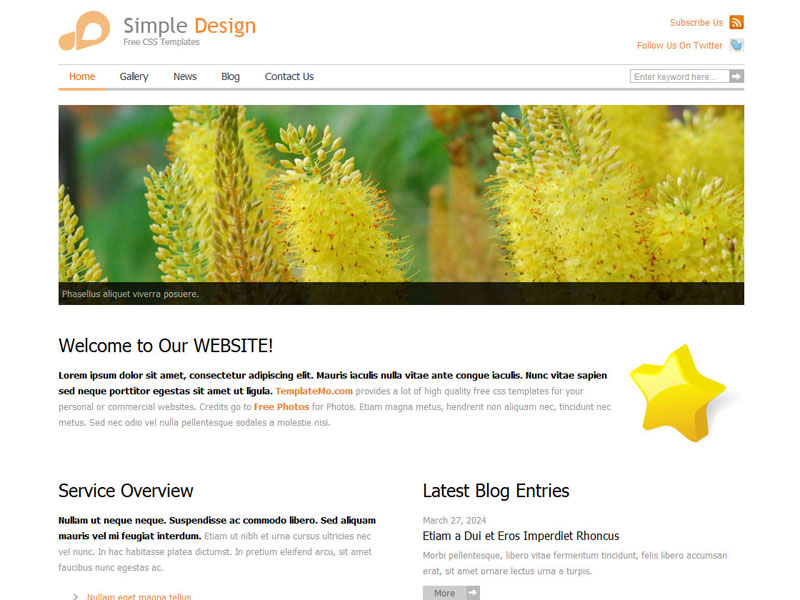 Simple Design
Free CSS Templates
Subscribe Us
Follow Us On Twitter
Home Gallery News Blog Contact Us
Enter keyword here...
Phasellus aliquet viverra posuere.
Welcome to Our WEBSITE!
Lorem ipsum dolor sit amet, consectetur adipiscing elit. Mauris iaculis nulla vitae ante congue iaculis. Nunc vitae sapien
sed neque porttitor egestas sit amet ut ligula. TemplateMo.com provides a lot of high quality free css templates for your
personal or commercial websites. Credits go to Free Photos for Photos. Etiam magna metus, hendrerit non aliquam nec, tincidunt nec
metus. Sed nec odio vel nulla pellentesque sodales a molestie nisi.
Service Overview
Nullam ut neque neque. Suspendisse ac commodo libero. Sed aliquam
mauris vel mi feugiat interdum. Etiam ut nibh et urna cursus ultricies nec
vel nunc. In hac habitasse platea dictumst. In pretium eleifend arcu, sit amet
faucibus nunc egestas ac.
Nullam eget magna tellus
Latest Blog Entries
March 27, 2024
Etiam a Dui et Eros Imperdiet Rhoncus
Morbi pellentesque, libero vitae fermentum tincidunt, felis libero accumsan
erat, sit amet ornare lectus urna a turpis.
More